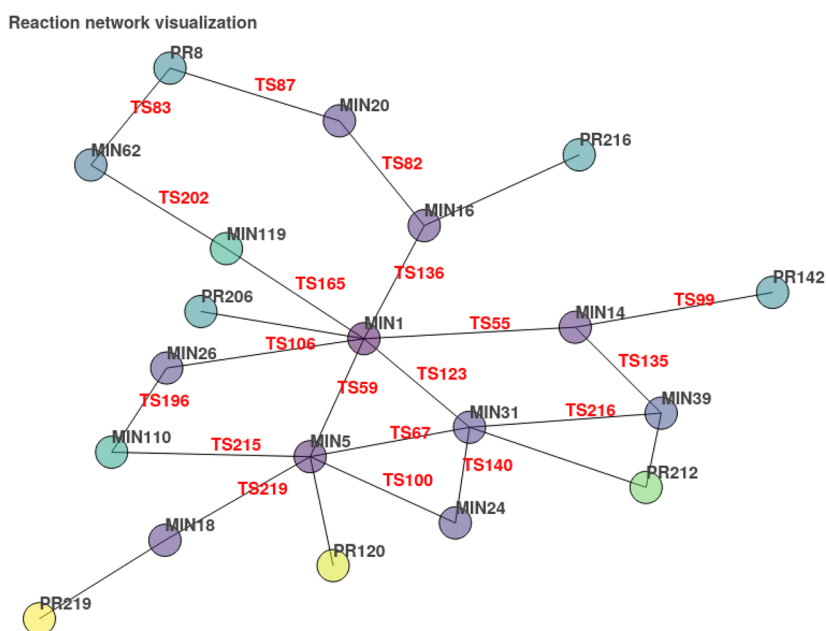 Reaction network visualization
PR8
TS87
TS83
MIN20
PR216
MIN62
TS82
TS202
MIN16
MIN119
TS136
PR142
TS165
PR206
TS99
MIN14
MIN1
TS55
TS106
MIN26
TS135
TS123
TS59
TS196
MIN39
MIN31
TS216
TS67
MIN110
TS215
MIN5
TS140
PR212
TS100
TS219
MIN24
MIN18
PR120
PR219